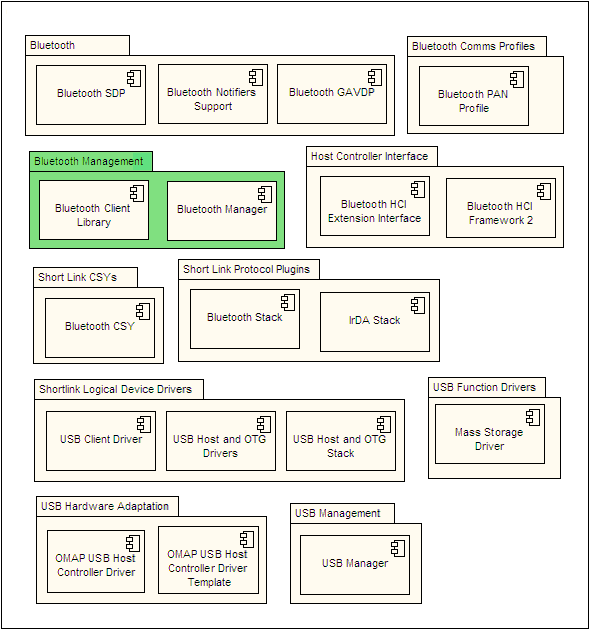 Bluetooth
Bluetooth SDP
Bluetooth Notifiers
Support
Bluetooth GAVDP
Bluetooth Comms Profiles
Bluetooth PAN
Profile
Bluetooth Management
Bluetooth Client
Library
Bluetooth Manager
Host Controller Interface
Bluetooth HCI
Extension Interface
Bluetooth HCI
Framework 2
Short Link CSYs
Bluetooth CSY
Short Link Protocol Plugins
Bluetooth Stack
IrDA Stack
Shortlink Logical Device Drivers
USB Client Driver
USB Host and OTG
Drivers
USB Host and OTG
Stack
USB Function Drivers
Mass Storage
Driver
USB Hardware Adaptation
OMAP USB Host
Controller Driver
OMAP USB Host
Controller Driver
Template
USB Management
USB Manager